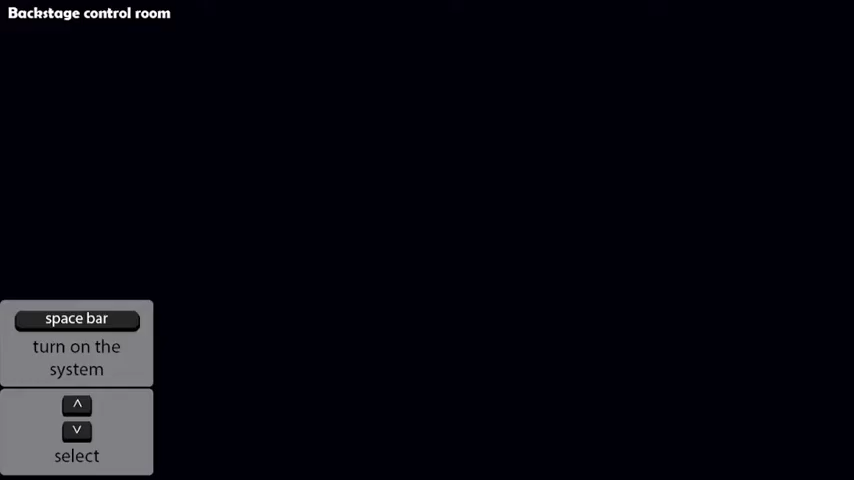 Backstage control room
space bar
turn on the
system
^
v
select